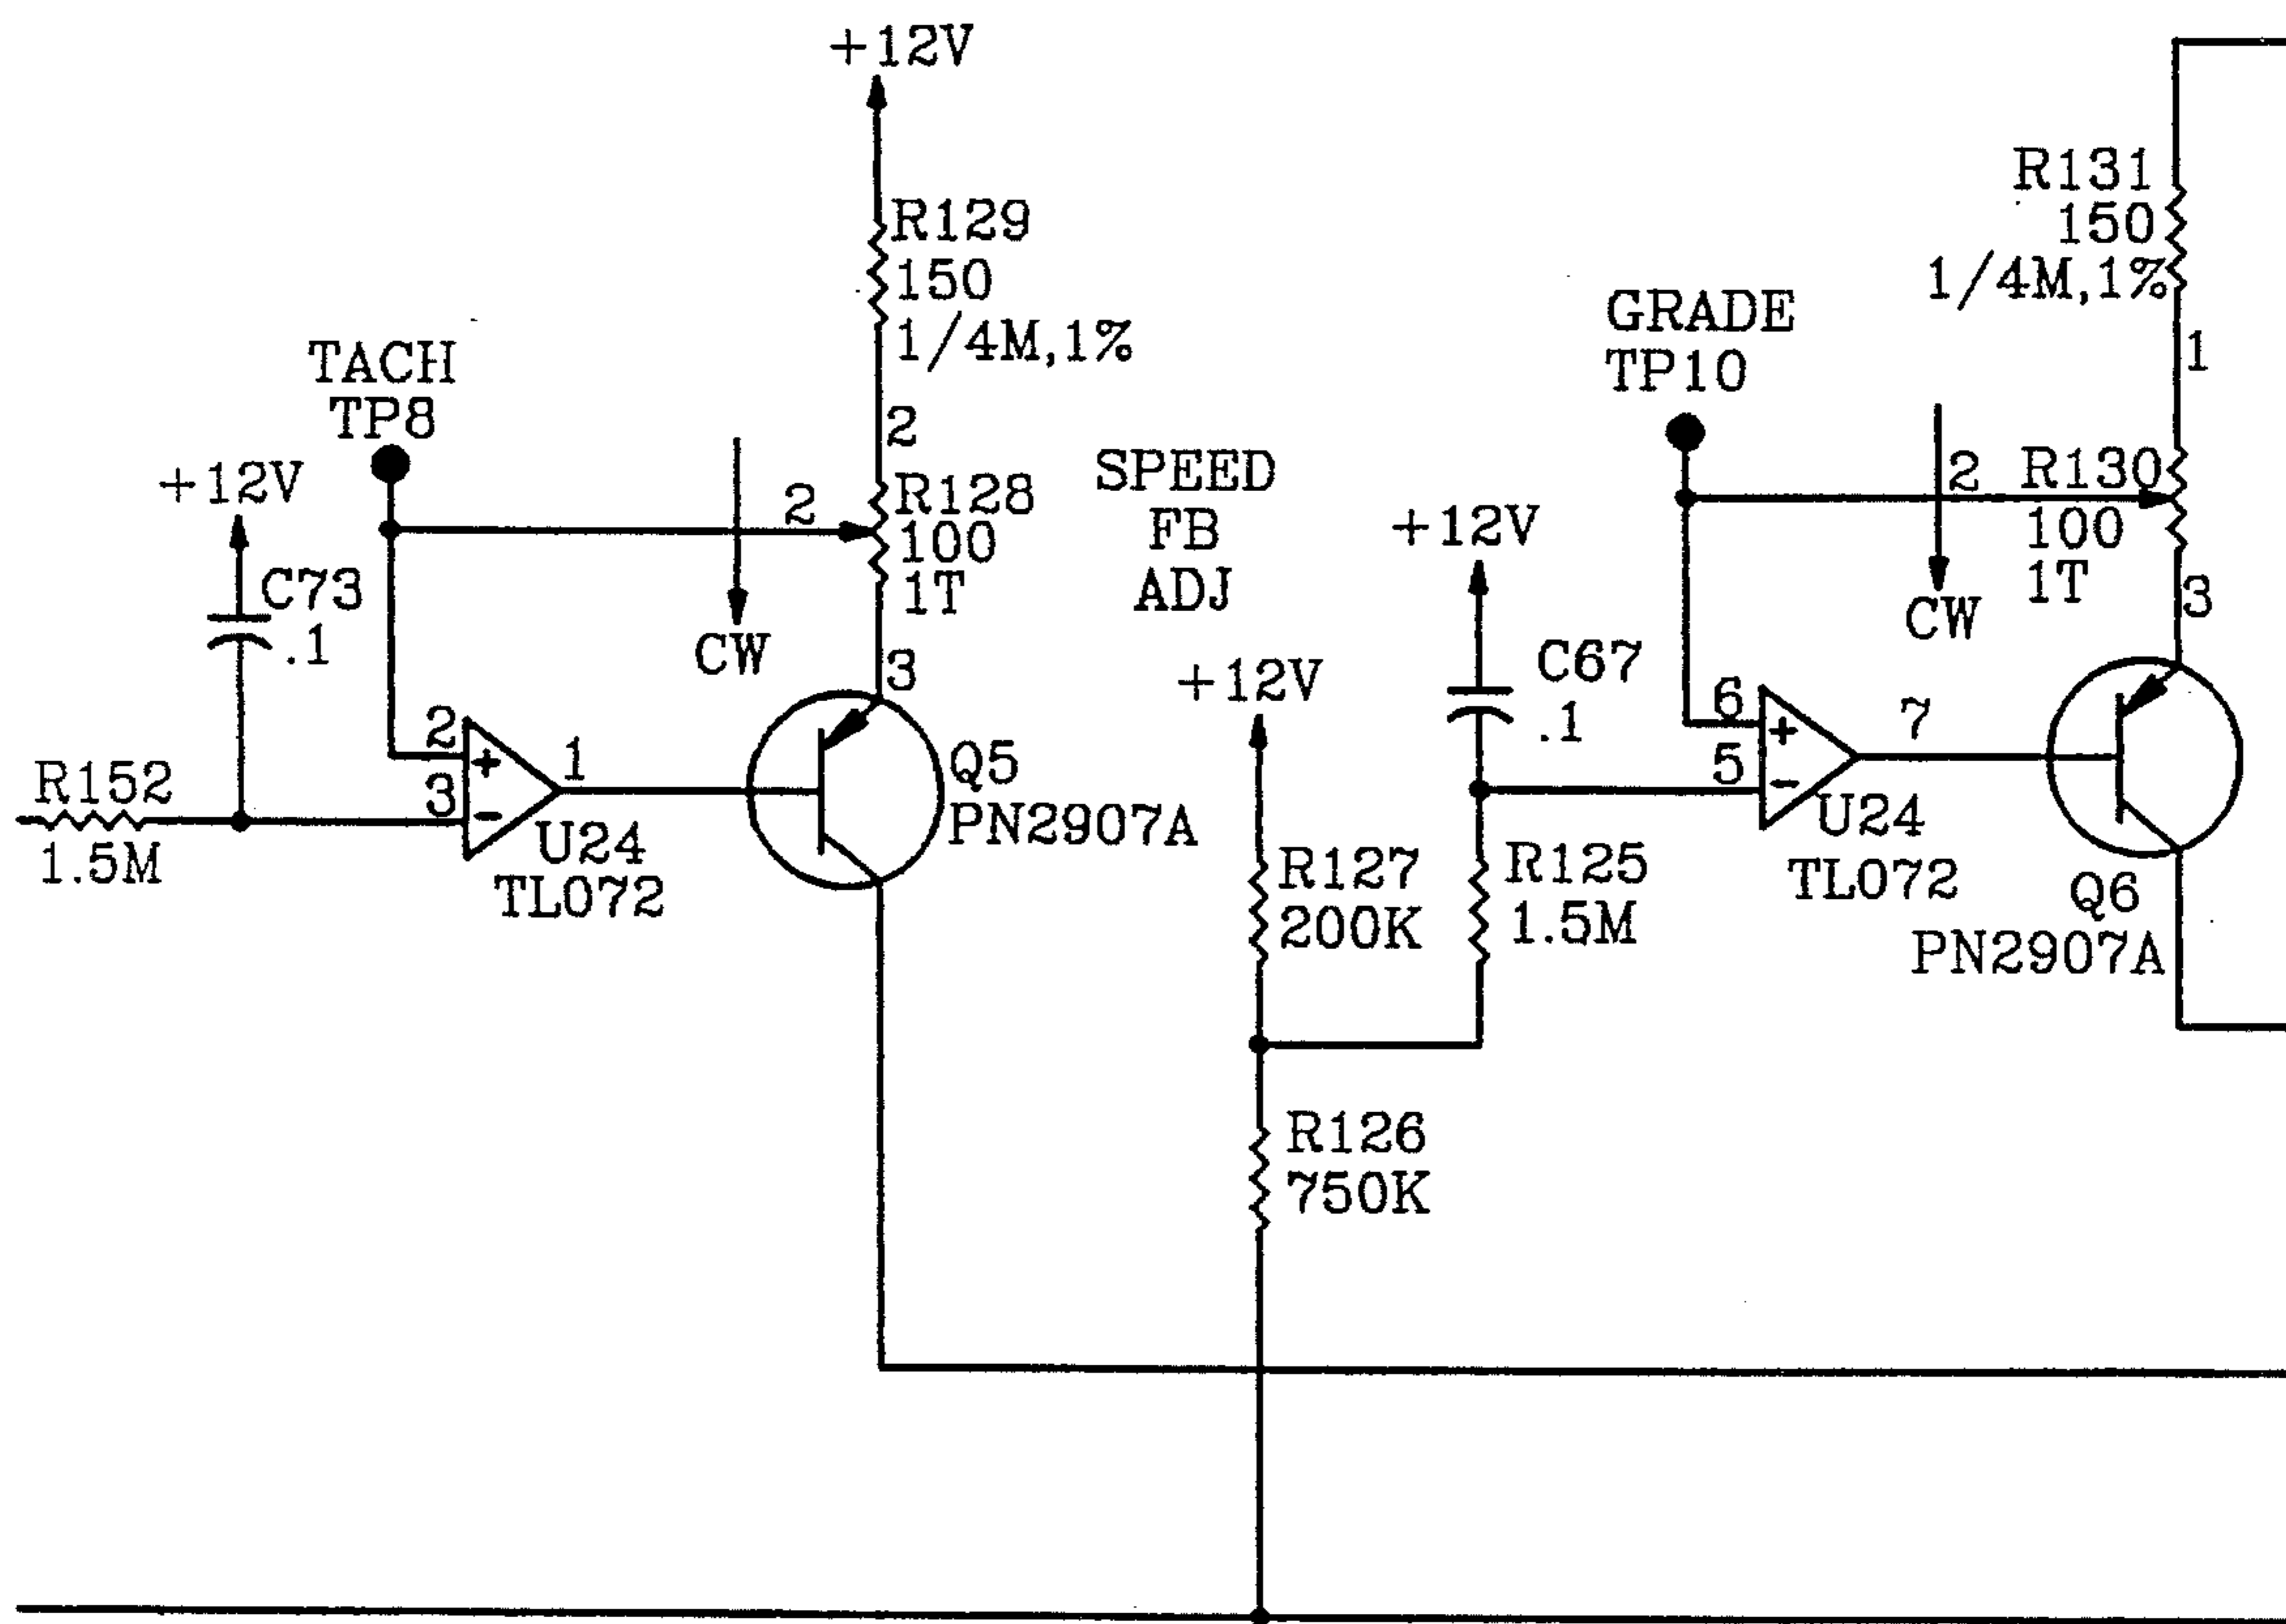 +12V
R129
150
1/4M,1%
2
R128
100
1T
3
TACH
TP8
2
CW
+12V
C73
.1
R152
1.5M
2
+
3
-
1
U24
TL072
Q5
PN2907A
SPEED
FB
ADJ
+12V
R127
200K
R126
750K
+12V
C67
.1
R125
1.5M
GRADE
TP10
2
CW
R131
150
1/4M,1%
1
R130
100
1T
3
6
+
5
-
7
U24
TL072
Q6
PN2907A